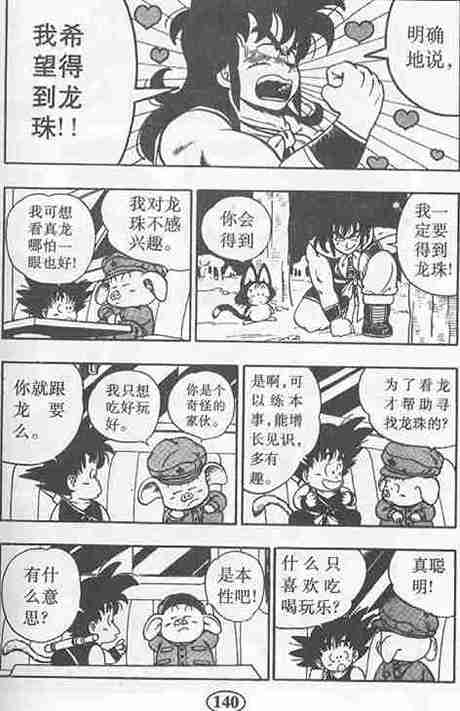 明确
地说,
我希
望得
到龙
珠!!
我一
定要
得到
龙珠!
你会
得到
我对龙
珠不感
兴趣。
我可想
看真龙
哪怕一
眼也好!
为了看龙
才帮助寻
找龙珠的?
是啊,可
以练本
事,能增
长见识,
多有
趣。
你是个
奇怪的
家伙。
我只想
吃好玩
好。
你就跟
龙 要
么。
真聪
明!
什么只
喜欢吃
喝玩乐?
是本
性吧!
有什
么意
思?
140